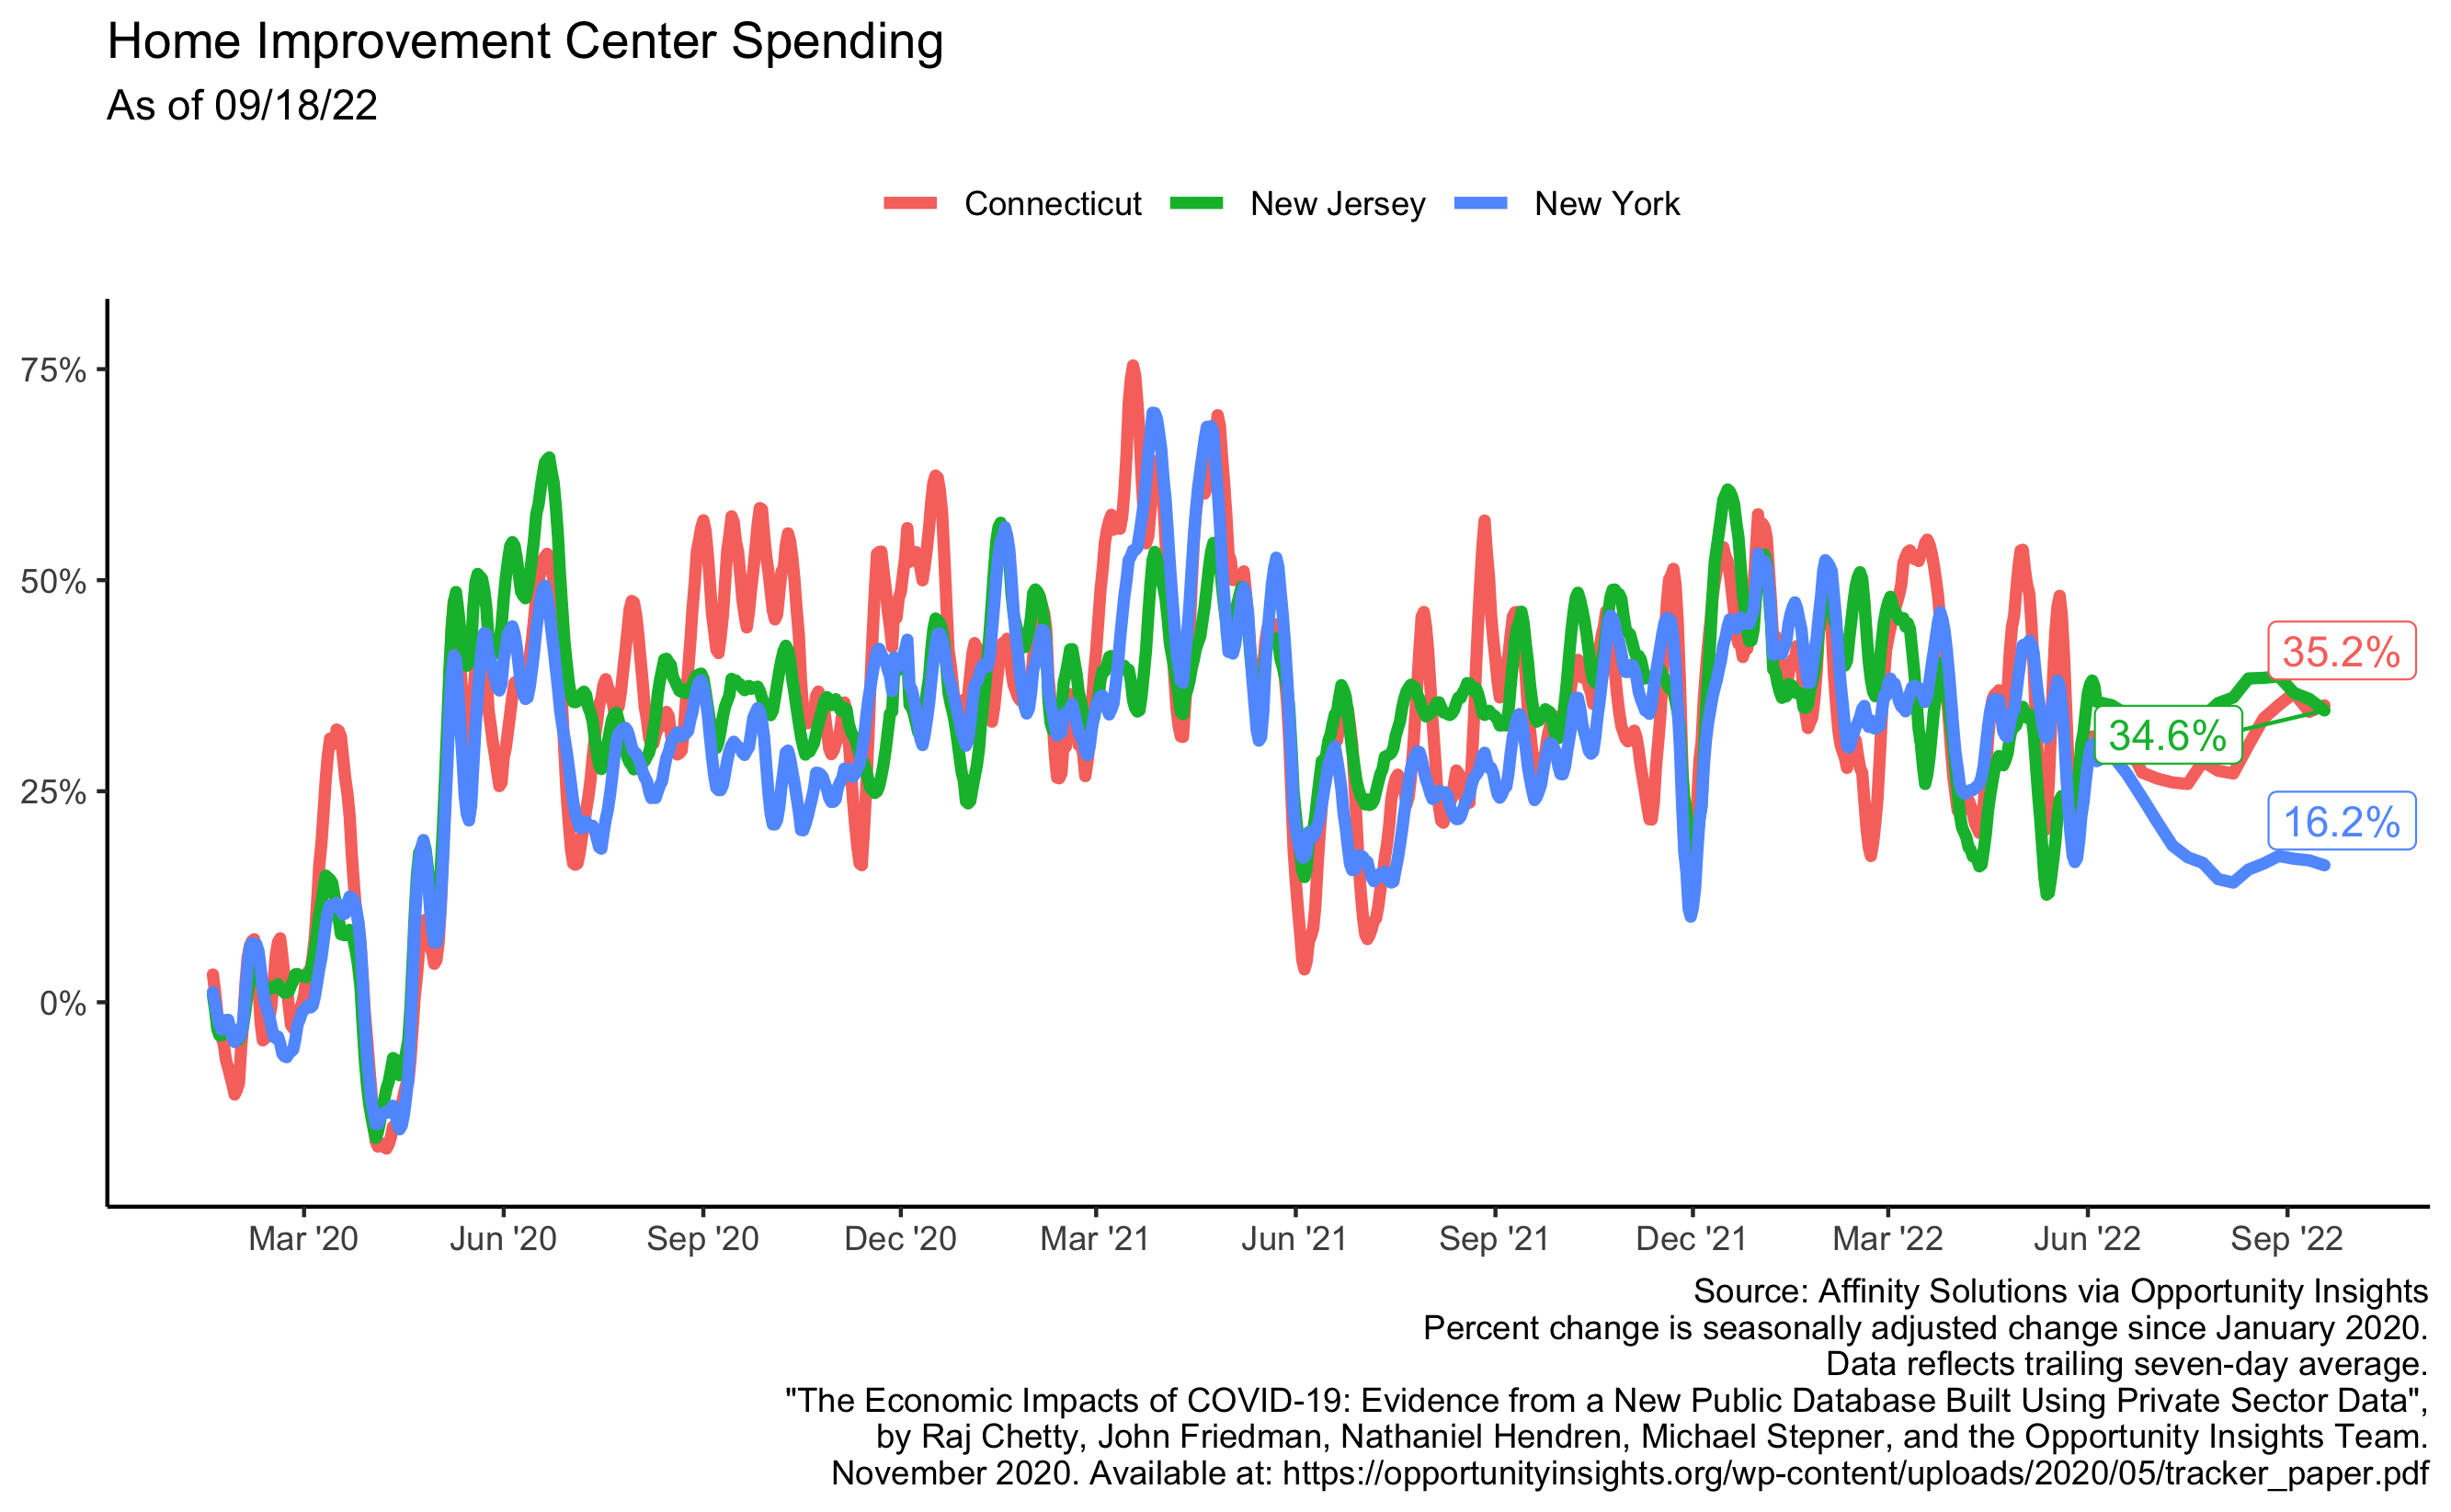 Home Improvement Center Spending
As of 09/18/22
Connecticut New Jersey New York
75%
50%
25%
0%
35.2%
34.6%
16.2%
Mar '20 Jun '20 Sep '20 Dec '20 Mar '21 Jun '21 Sep '21 Dec '21 Mar '22 Jun '22 Sep '22
Source: Affinity Solutions via Opportunity Insights
Percent change is seasonally adjusted change since January 2020.
Data reflects trailing seven-day average.
"The Economic Impacts of COVID-19: Evidence from a New Public Database Built Using Private Sector Data",
by Raj Chetty, John Friedman, Nathaniel Hendren, Michael Stepner, and the Opportunity Insights Team.
November 2020. Available at: https://opportunityinsights.org/wp-content/uploads/2020/05/tracker_paper.pdf